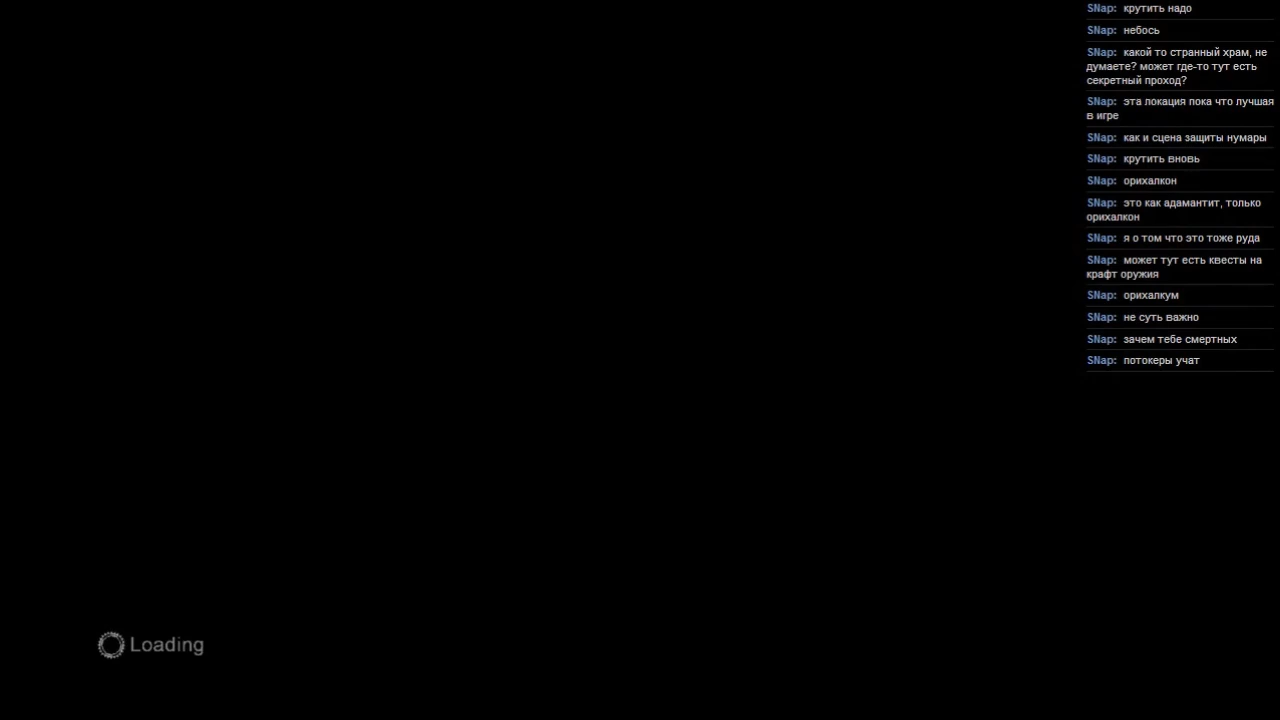 SNap: крутить надо
SNap: небось
SNap: какой то странный храм, не
думаете? может где-то тут есть
секретный проход?
SNap: эта локация пока что лучшая
в игре
SNap: как и сцена защиты нумары
SNap: крутить вновь
SNap: орихалкон
SNap: это как адамантит, только
орихалкон
SNap: я о том что это тоже руда
SNap: может тут есть квесты на
крафт оружия
SNap: орихалкум
SNap: не суть важно
SNap: зачем тебе смертных
SNap: потокеры учат
Loading